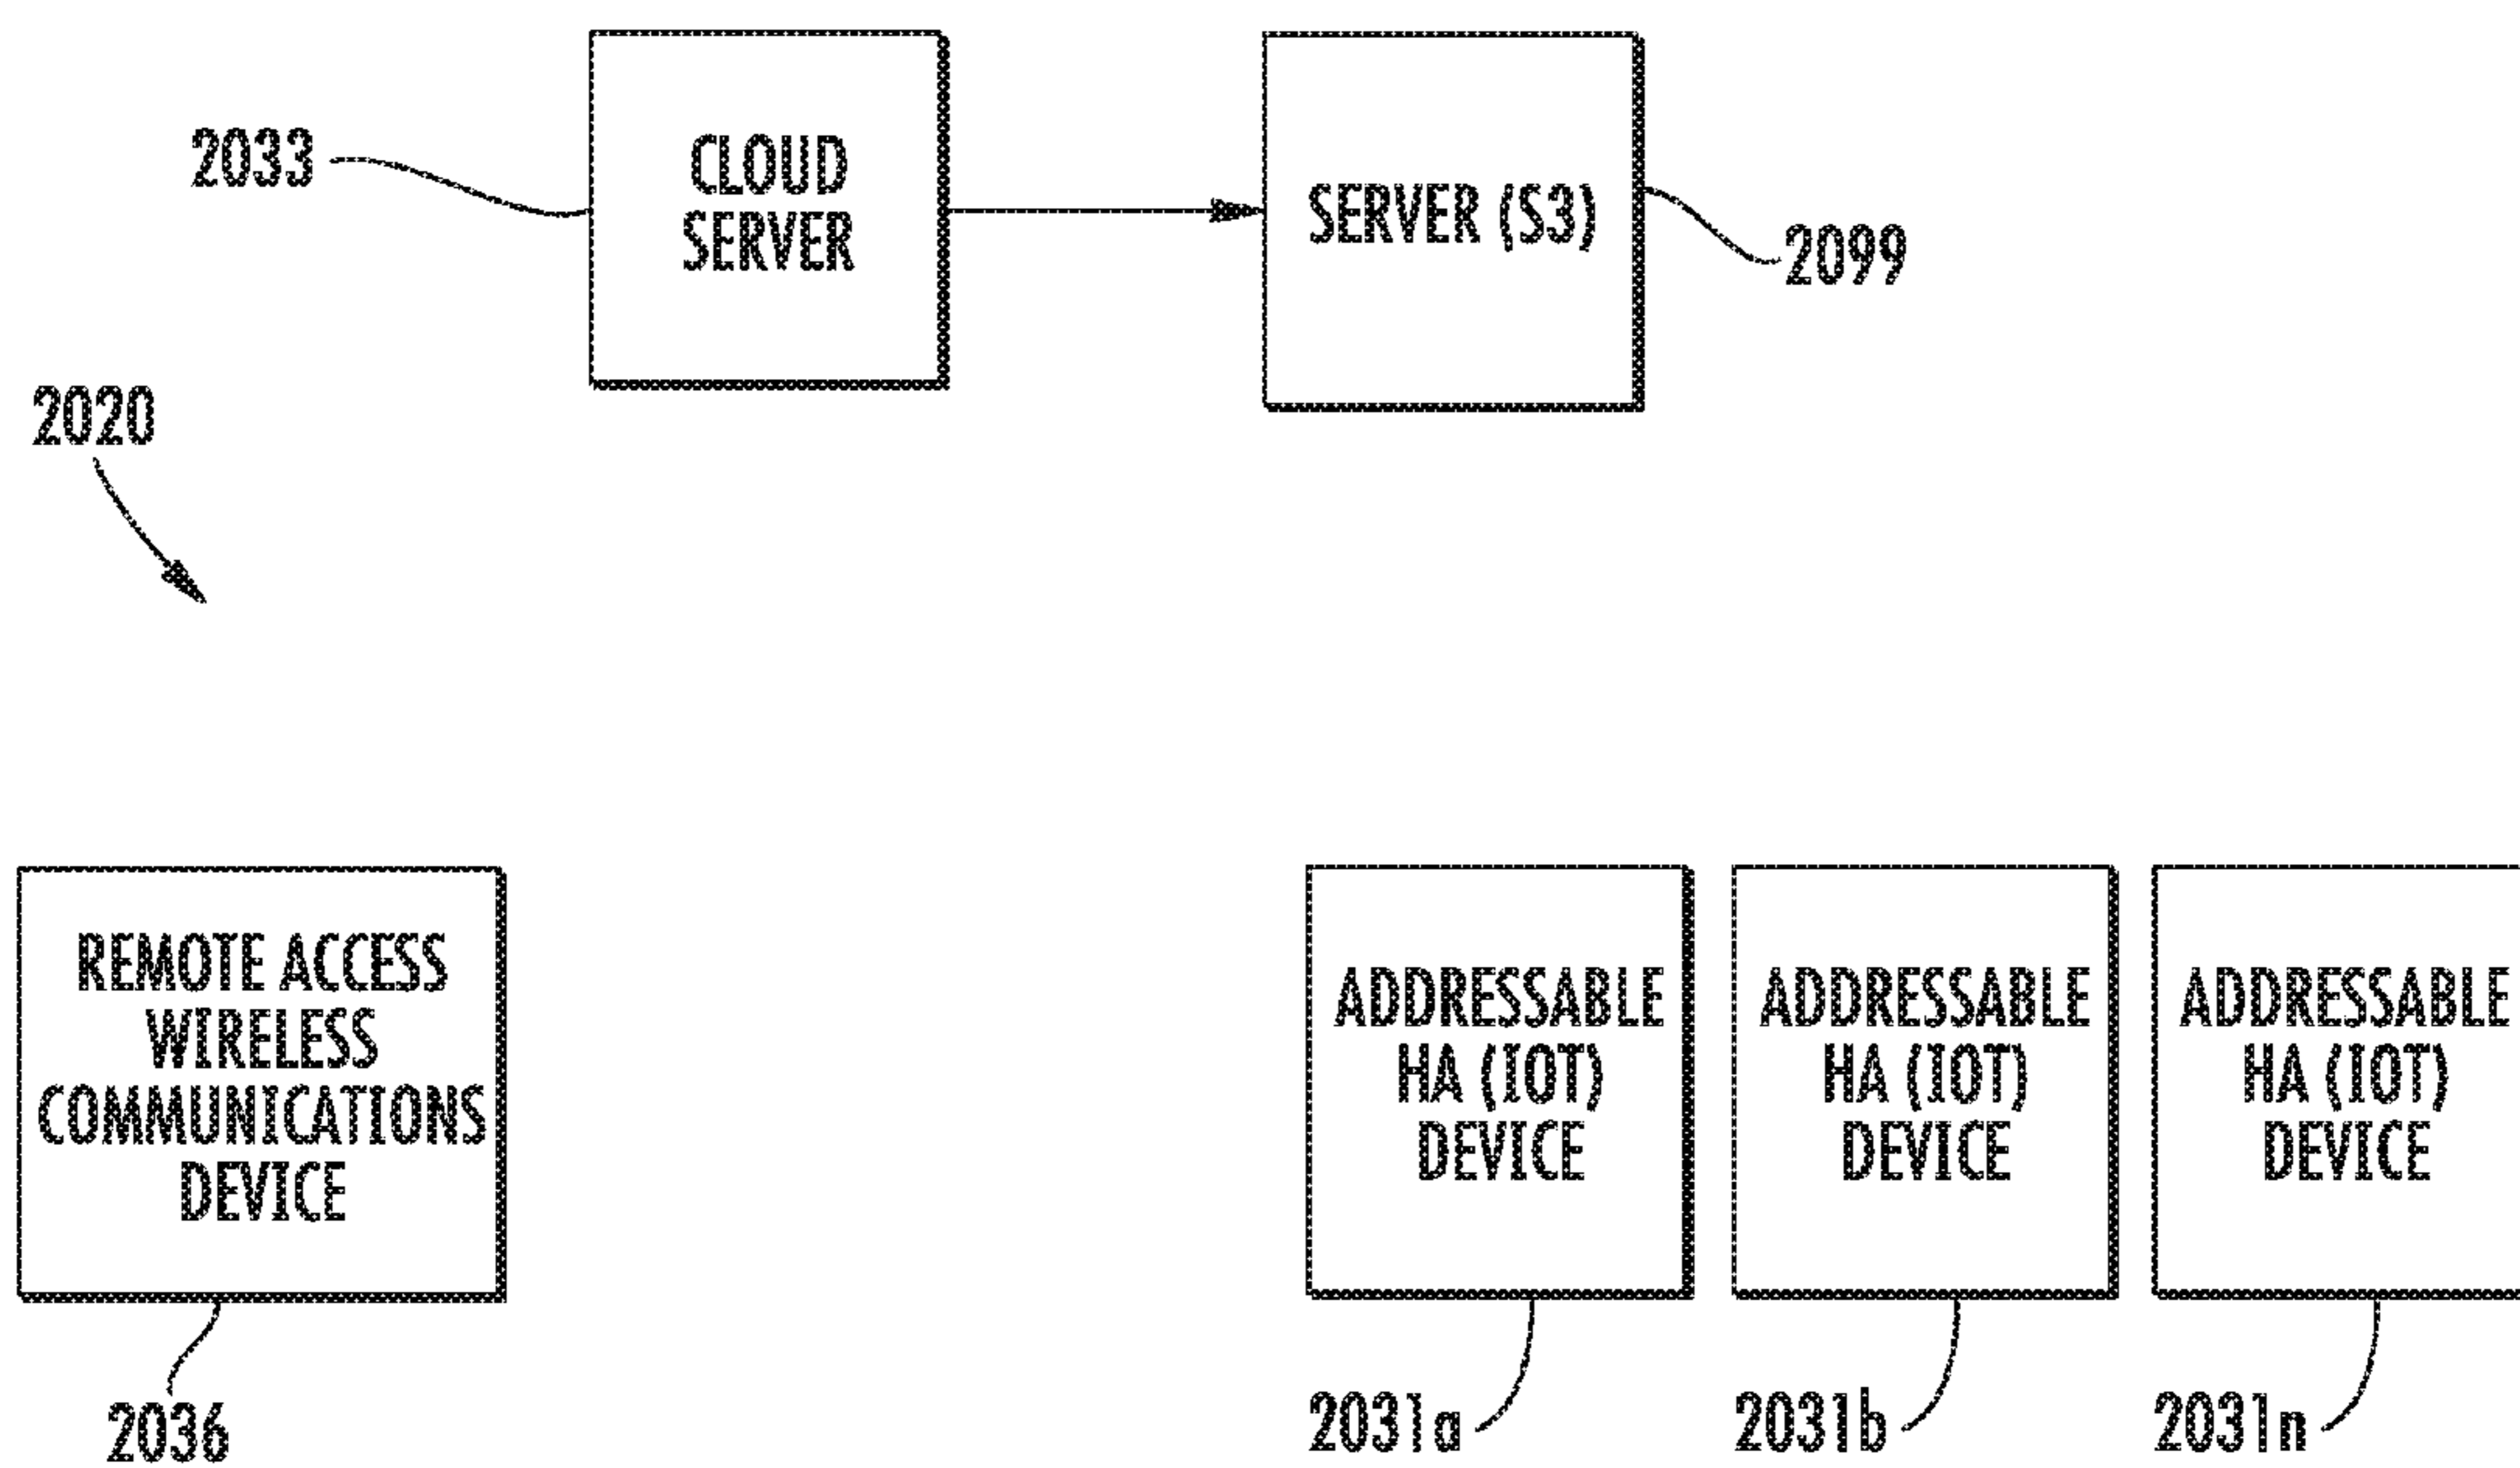 2033
CLOUD
SERVER
SERVER (S3)
2099
2020
REMOTE ACCESS
WIRELESS
COMMUNICATIONS
DEVICE
2036
ADDRESSABLE
HA (IOT)
DEVICE
2031a
ADDRESSABLE
HA (IOT)
DEVICE
2031b
ADDRESSABLE
HA (IOT)
DEVICE
2031n